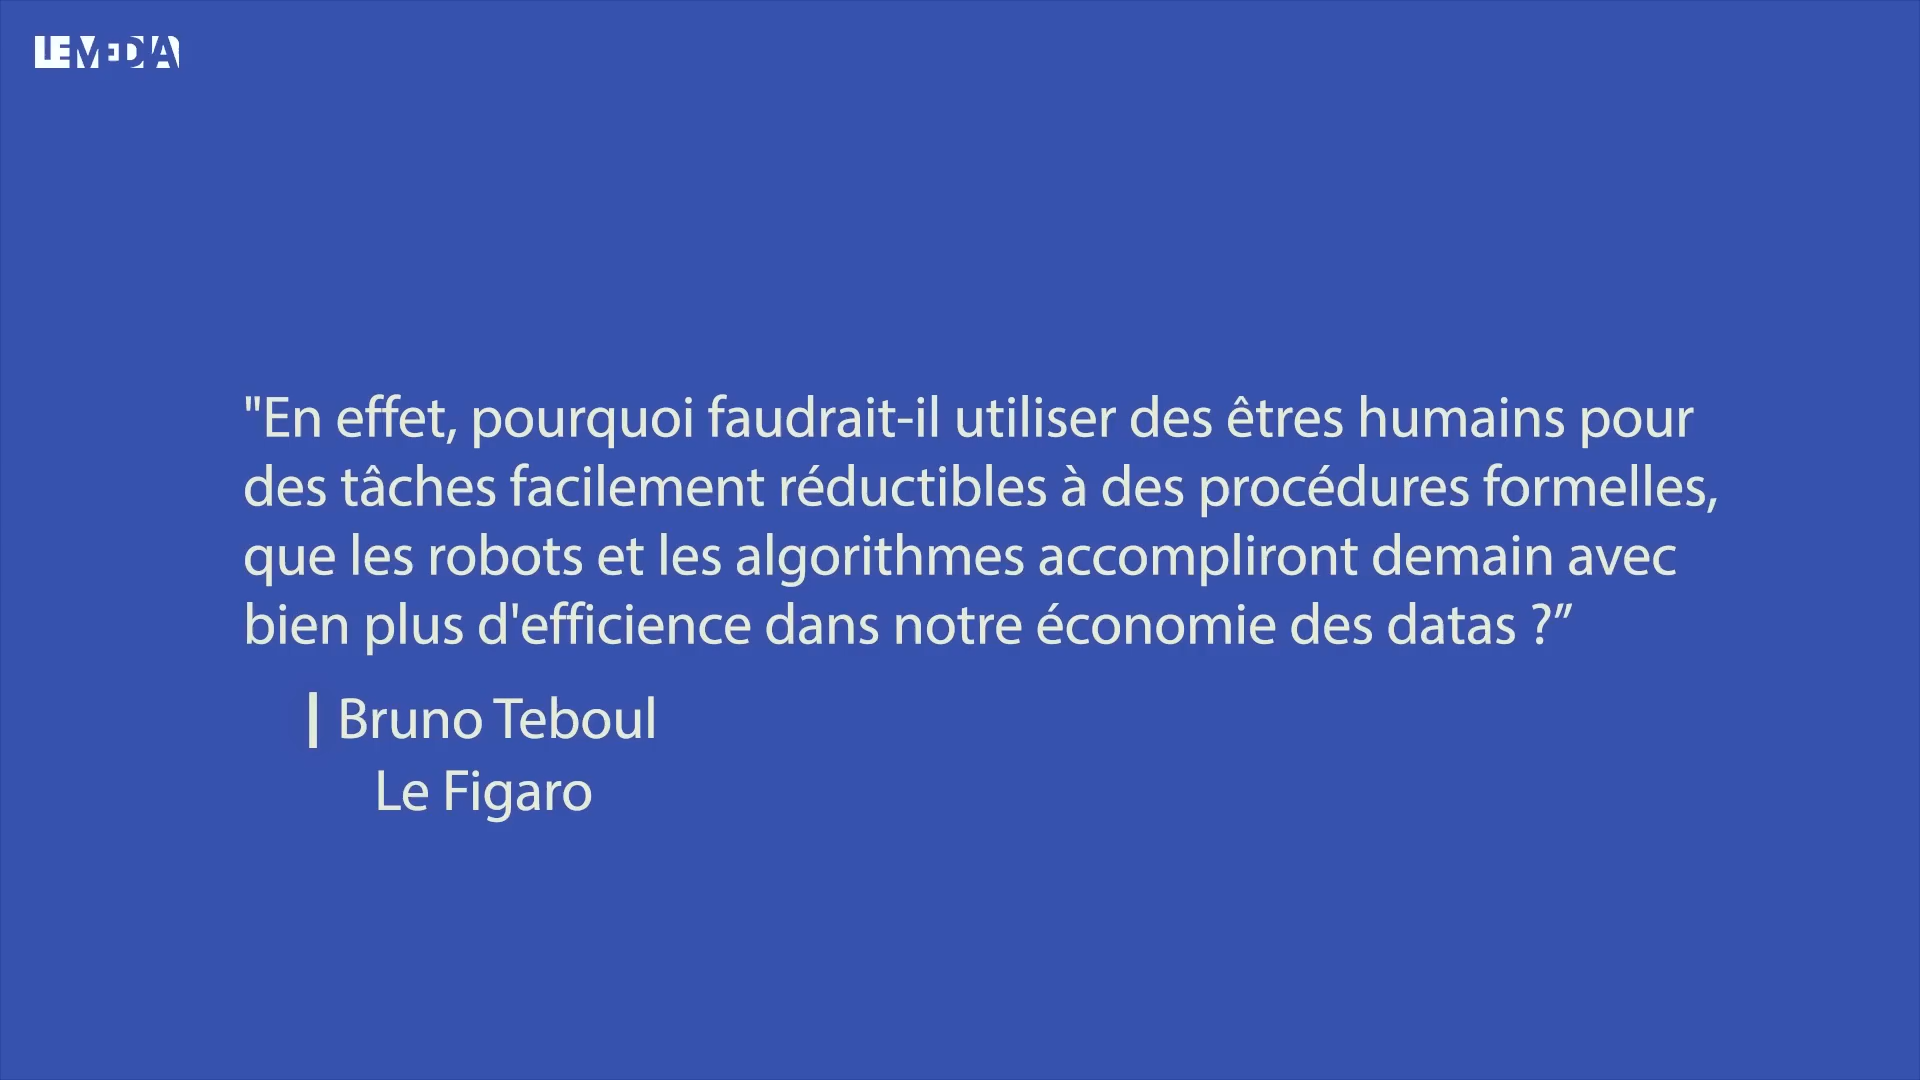 LEMEDIA
"En effet, pourquoi faudrait-il utiliser des êtres humains pour
des tâches facilement réductibles à des procédures formelles,
que les robots et les algorithmes accompliront demain avec
bien plus d'efficience dans notre économie des datas ?”
Bruno Teboul
Le Figaro